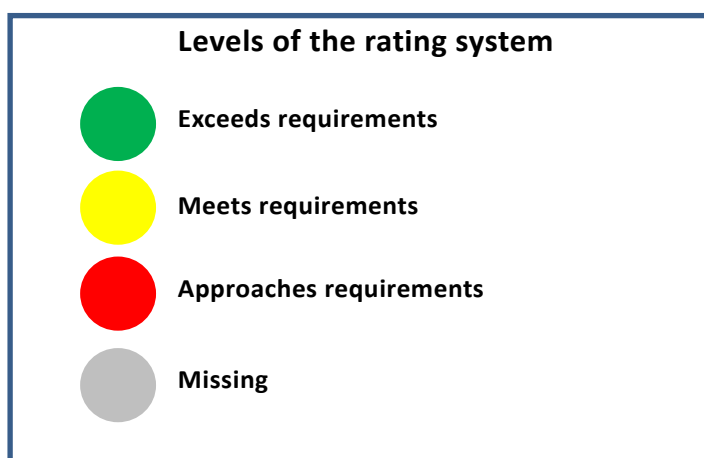 Levels of the rating system
Exceeds requirements
Meets requirements
Approaches requirements
Missing